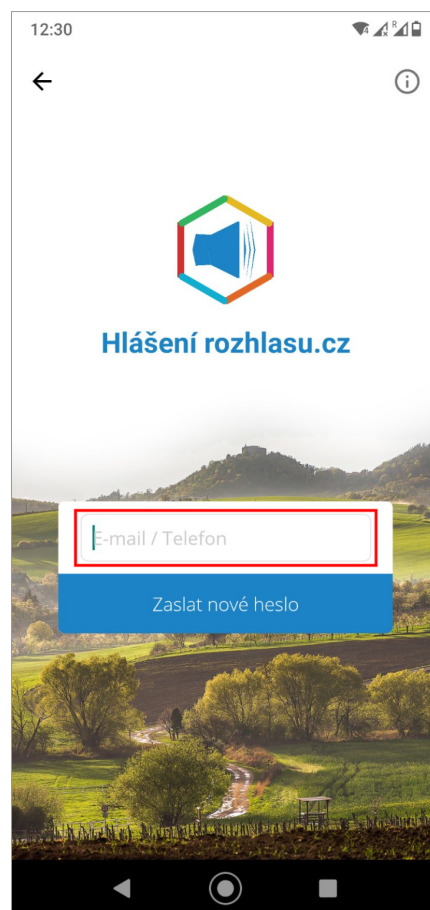 12:30
R
Hlášení rozhlasu.cz
E-mail / Telefon
Zaslat nové heslo